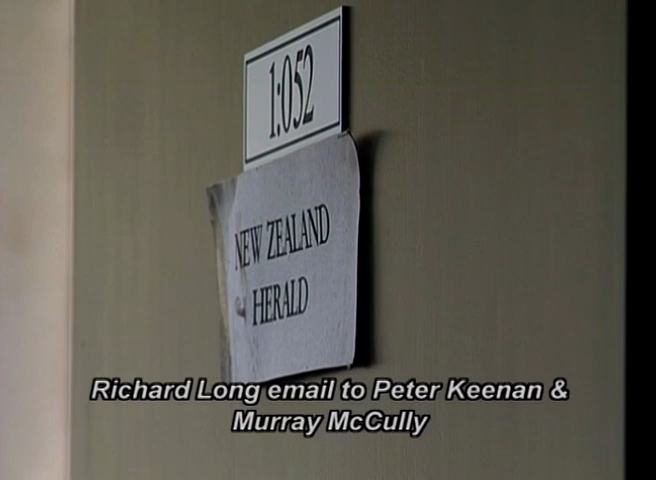 1:052
NEW ZEALAND
HERALD
Richard Long email to Peter Keenan &
Murray McCully